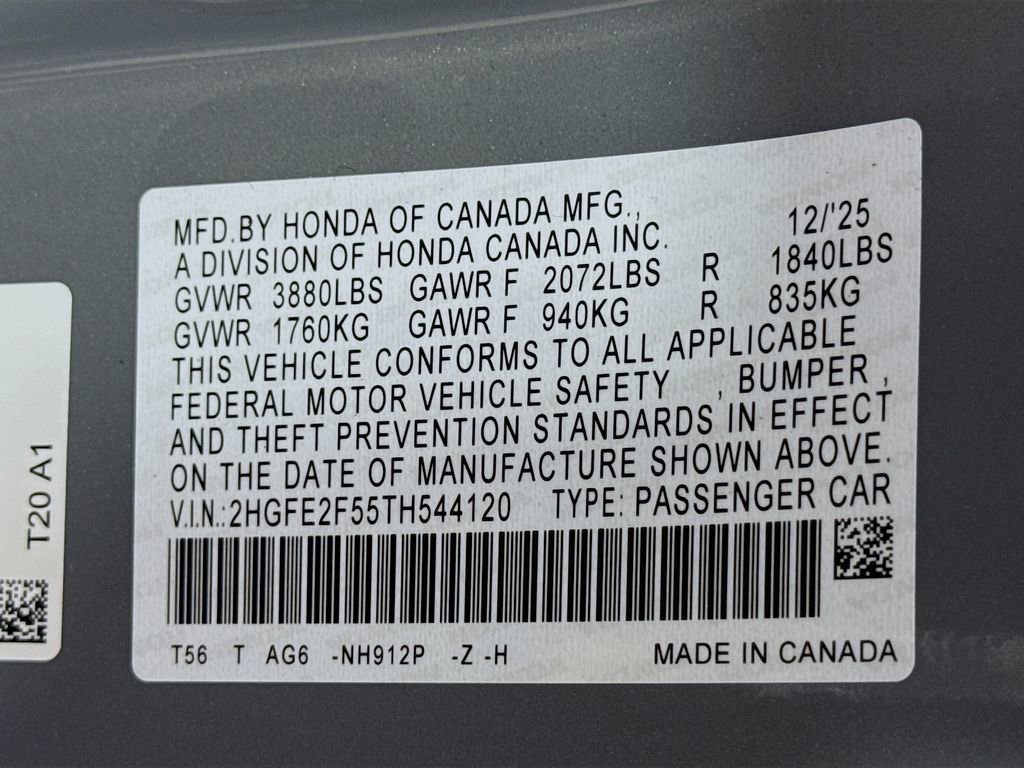 MFD.BY HONDA OF CANADA MFG., 12/'25
A DIVISION OF HONDA CANADA INC.
GVWR 3880LBS GAWR F 2072LBS R 1840LBS
GVWR 1760KG GAWR F 940KG R 835KG
THIS VEHICLE CONFORMS TO ALL APPLICABLE
FEDERAL MOTOR VEHICLE SAFETY , BUMPER ,
AND THEFT PREVENTION STANDARDS IN EFFECT
ON THE DATE OF MANUFACTURE SHOWN ABOVE.
V.I.N.:2HGFE2F55TH544120 TYPE: PASSENGER CAR
T56 T AG6 -NH912P -Z -H MADE IN CANADA
T20 A1